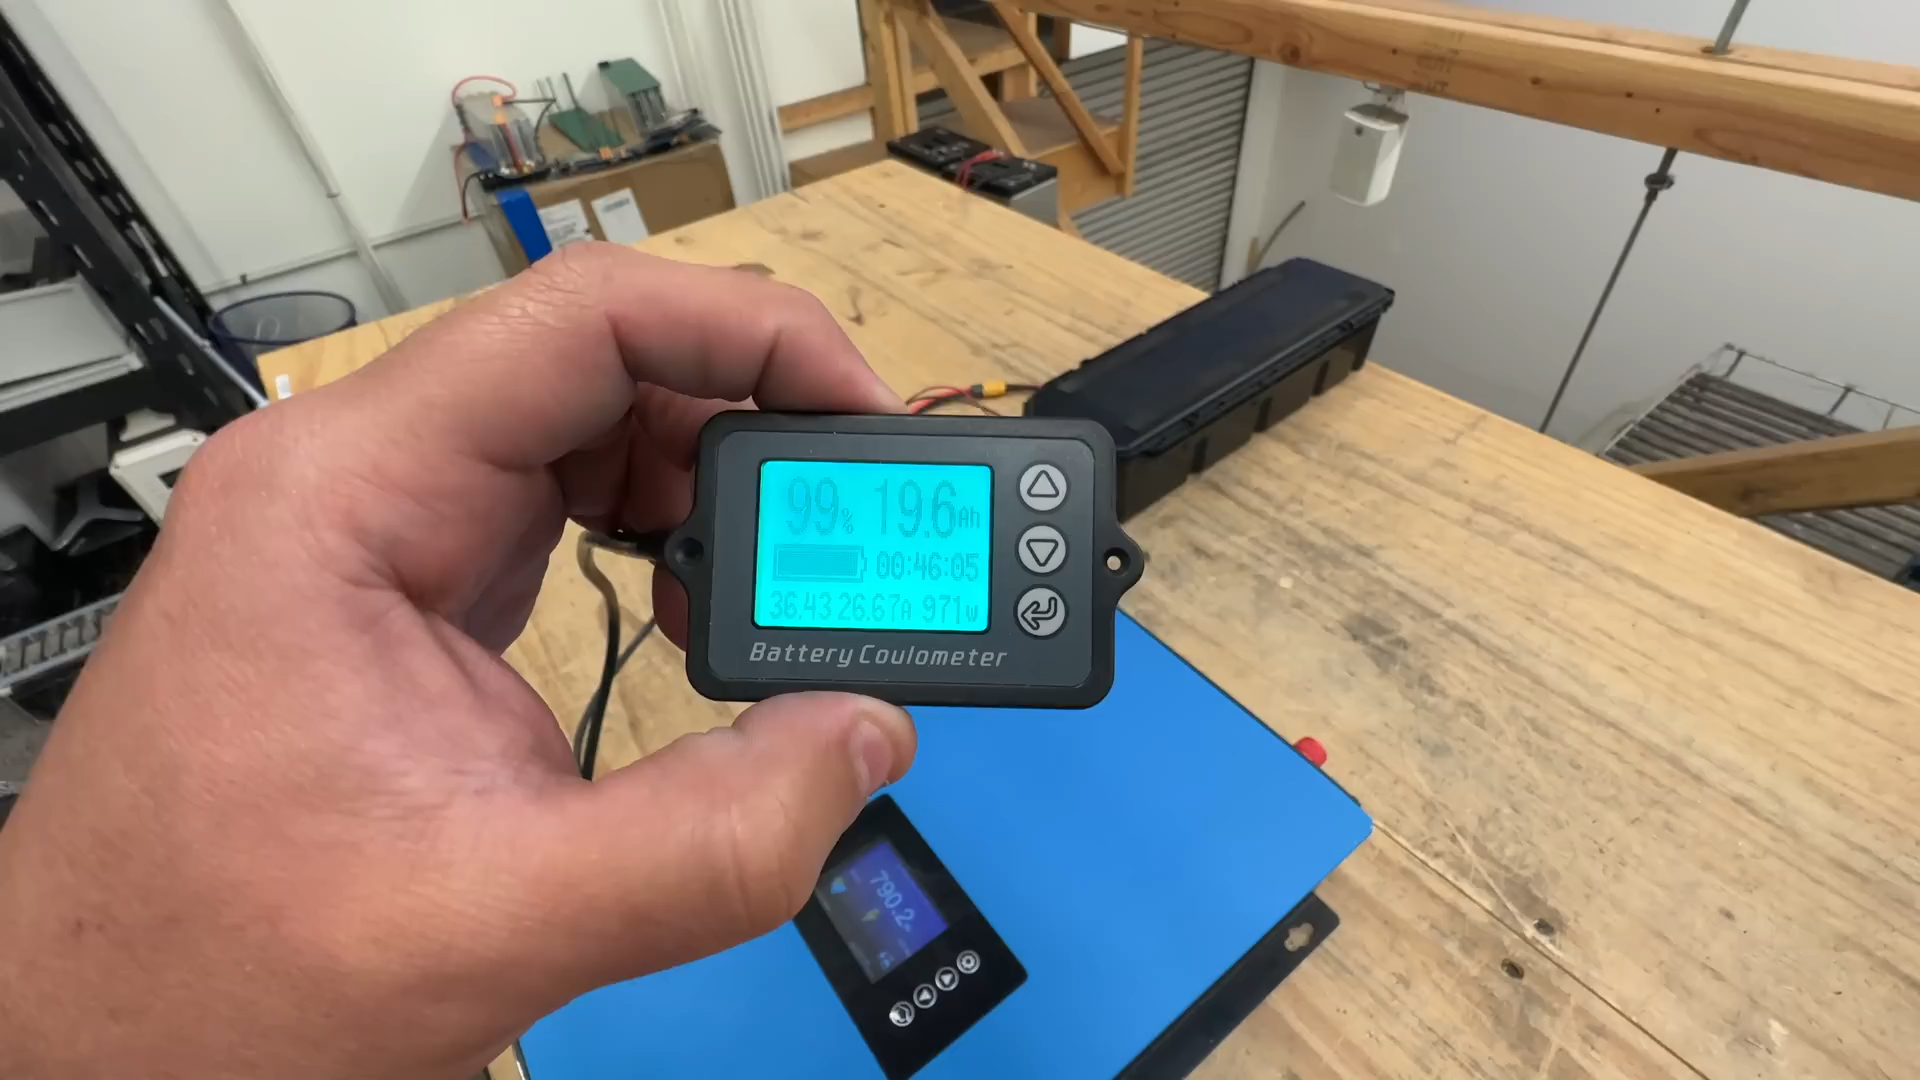 99% 19.6Ah
00:46:05
36.43 26.67A 971w
Battery Coulometer
790.2